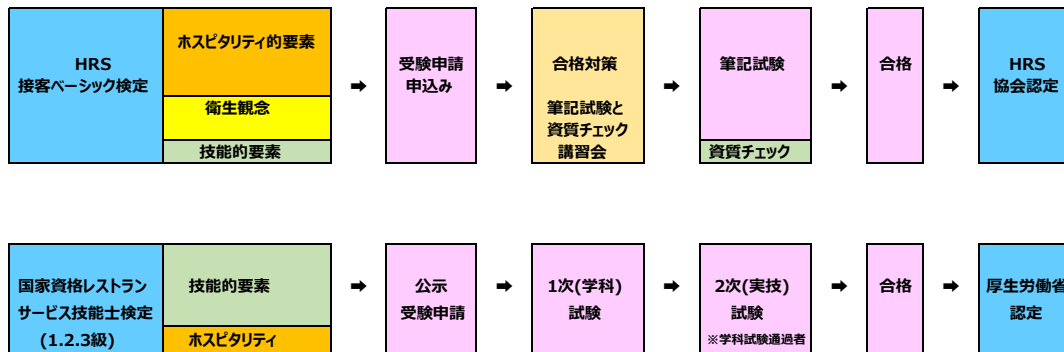 HRS
接客ベーシック検定
ホスピタリティ的要素
衛生観念
技能的要素
➡
受験申請
申込み
➡
合格対策
筆記試験と
資質チェック
講習会
➡
筆記試験
資質チェック
➡
合格
➡
HRS
協会認定
国家資格レストラン
サービス技能士検定
(1.2.3級)
技能的要素
ホスピタリティ
➡
公示
受験申請
➡
1次(学科)
試験
➡
2次(実技)
試験
※学科試験通過者
➡
合格
➡
厚生労働省
認定